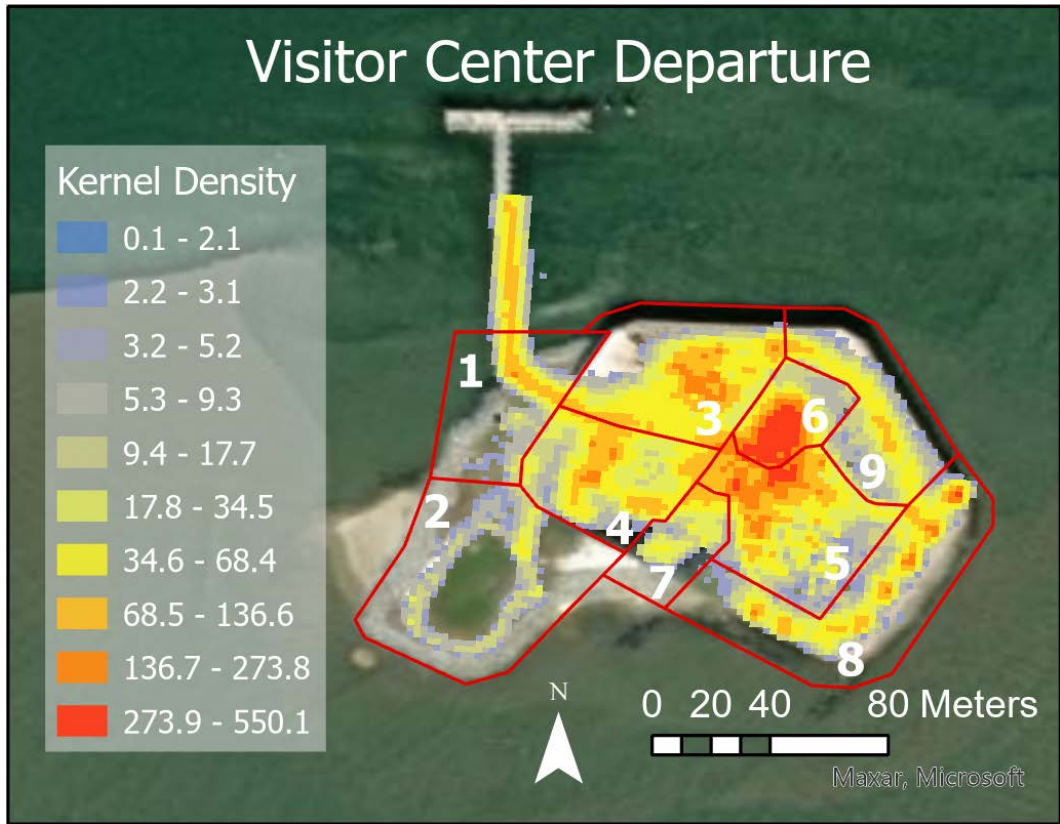 Visitor Center Departure
Kernel Density
0.1 - 2.1
2.2 - 3.1
3.2 - 5.2
5.3 - 9.3
9.4 - 17.7
17.8 - 34.5
34.6 - 68.4
68.5 - 136.6
136.7 - 273.8
273.9 - 550.1
1
3
6
9
2
4
7
5
8
N
0 20 40 80 Meters
Maxar, Microsoft